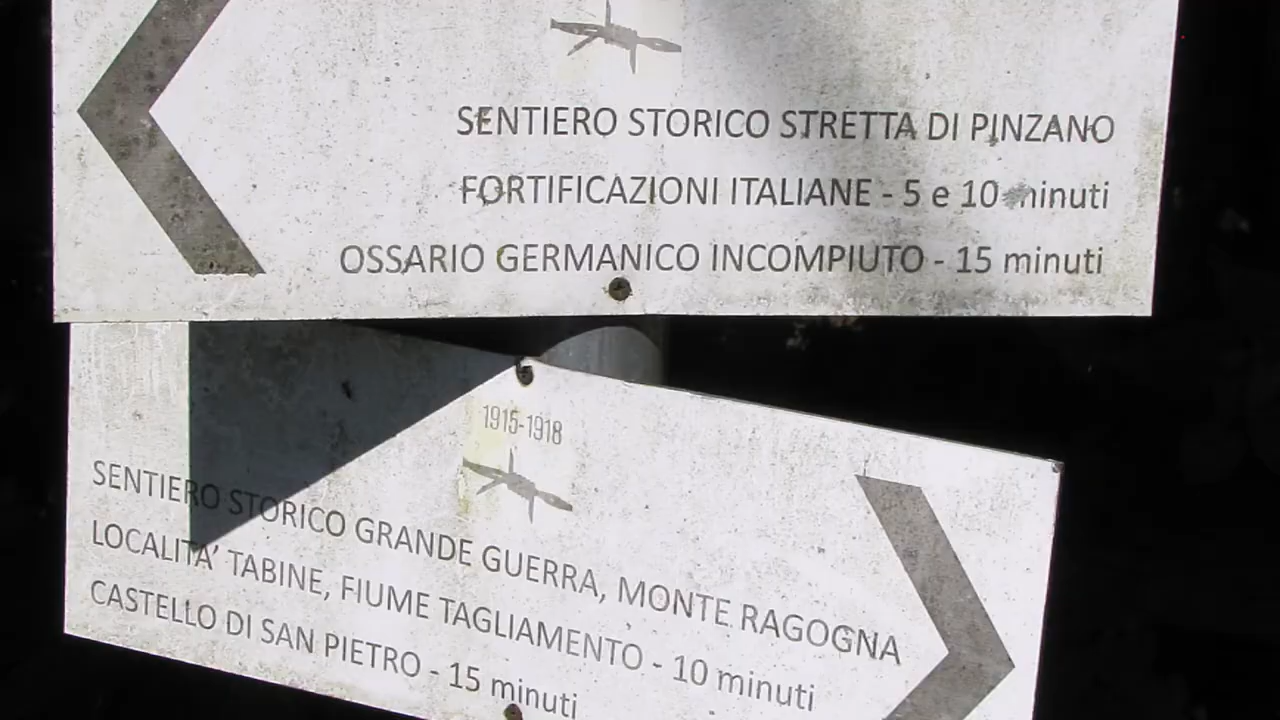 SENTIERO STORICO STRETTA DI PINZANO
FORTIFICAZIONI ITALIANE - 5 e 10 minuti
OSSARIO GERMANICO INCOMPIUTO - 15 minuti
1915-1918
SENTIERO STORICO GRANDE GUERRA, MONTE RAGOGNA
LOCALITA' TABINE, FIUME TAGLIAMENTO - 10 minuti
CASTELLO DI SAN PIETRO - 15 minuti